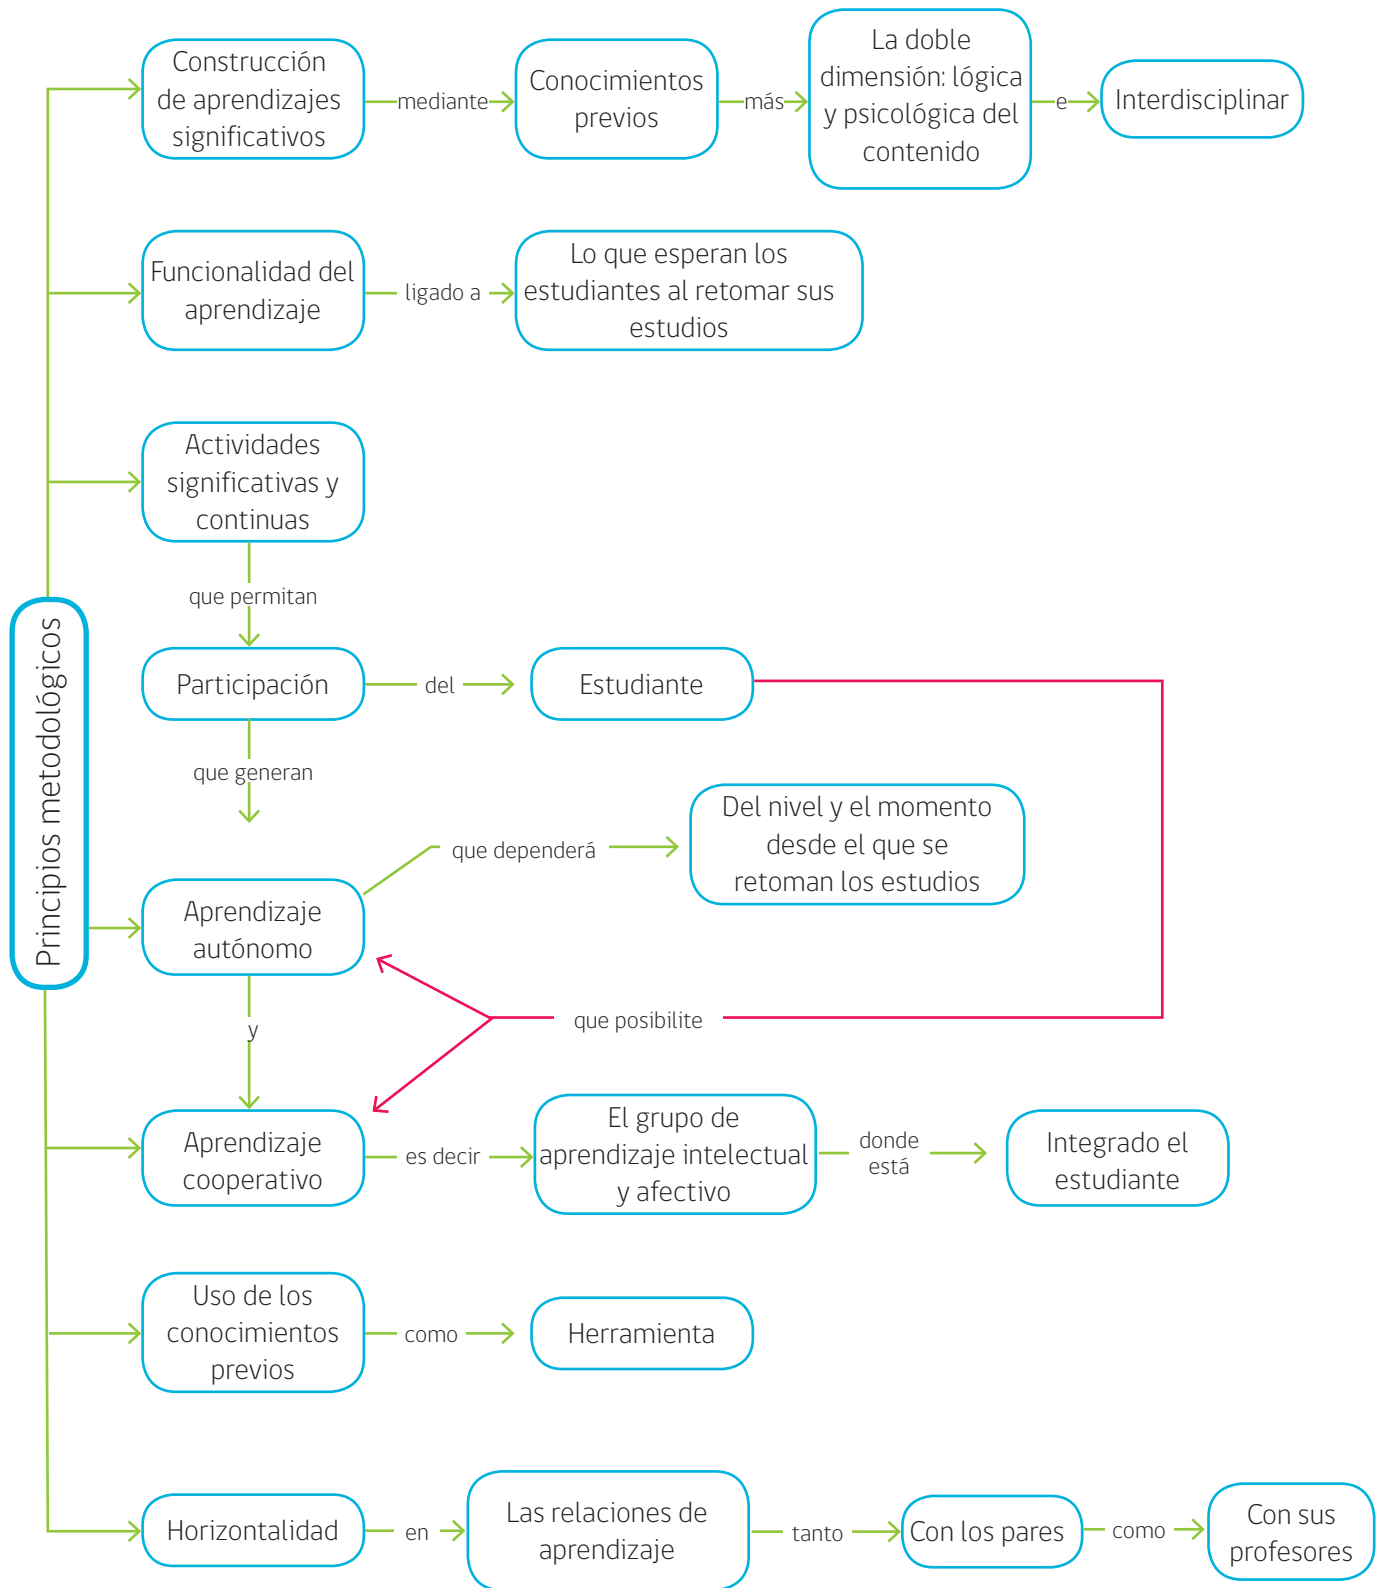 Principios metodológicos
Construcción
de aprendizajes
significativos
mediante
Conocimientos
previos
más
La doble
dimensión: lógica
y psicológica del
contenido
e
Interdisciplinar
Funcionalidad del
aprendizaje
ligado a
Lo que esperan los
estudiantes al retomar sus
estudios
Actividades
significativas y
continuas
que permitan
Participación
del
Estudiante
que generan
Aprendizaje
autónomo
que dependerá
Del nivel y el momento
desde el que se
retoman los estudios
que posibilite
y
Aprendizaje
cooperativo
es decir
El grupo de
aprendizaje intelectual
y afectivo
donde
está
Integrado el
estudiante
Uso de los
conocimientos
previos
como
Herramienta
Horizontalidad
en
Las relaciones de
aprendizaje
tanto
Con los pares
como
Con sus
profesores